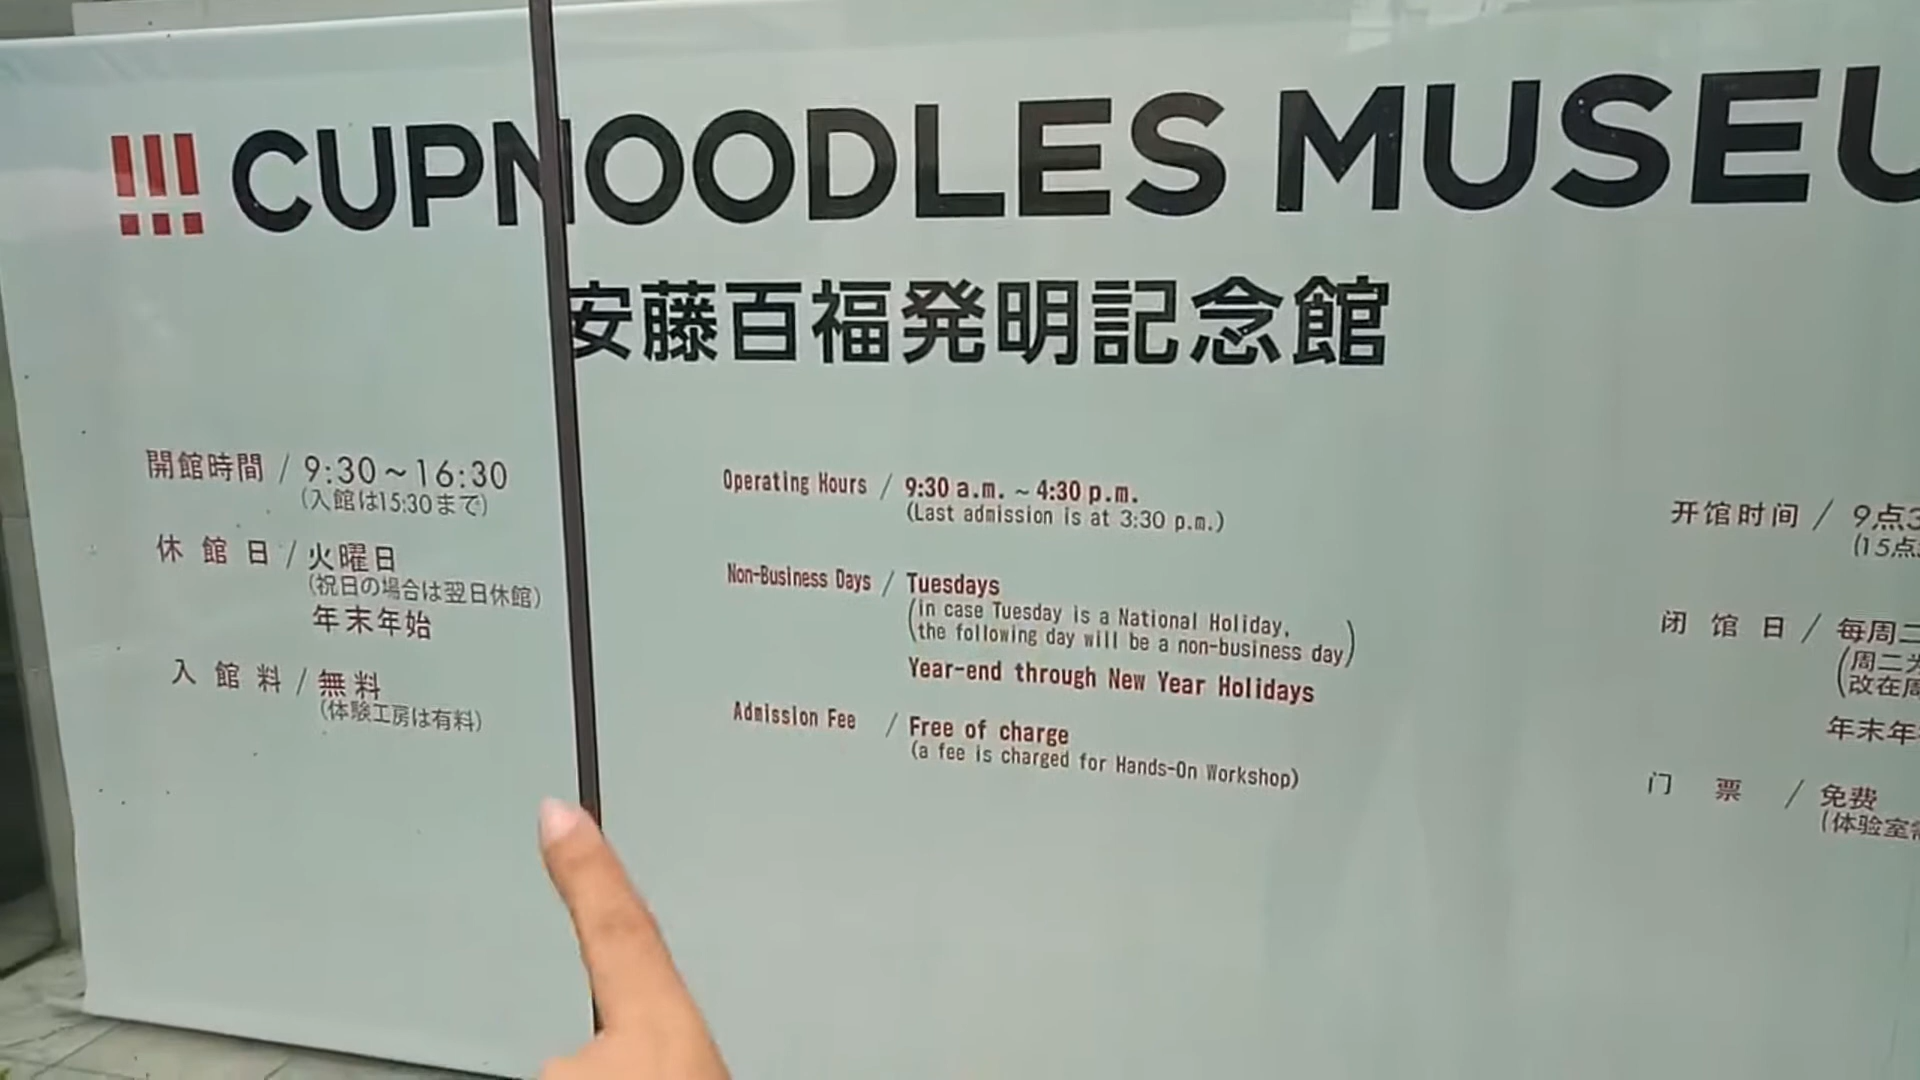 !!! CUPNOODLES MUSEU
安藤百福発明記念館
開館時間 / 9:30～16:30
(入館は15:30まで)
休館日 / 火曜日
(祝日の場合は翌日休館)
年末年始
入館料 / 無料
(体験工房は有料)
Operating Hours / 9:30 a.m. ~ 4:30 p.m.
(Last admission is at 3:30 p.m.)
Non-Business Days / Tuesdays
(in case Tuesday is a National Holiday,
the following day will be a non-business day)
Year-end through New Year Holidays
Admission Fee / Free of charge
(a fee is charged for Hands-On Workshop)
开馆时间 / 9点3
(15点
闭馆日 / 每周二
(周二为
改在周
年末年
门票 / 免费
(体验室需